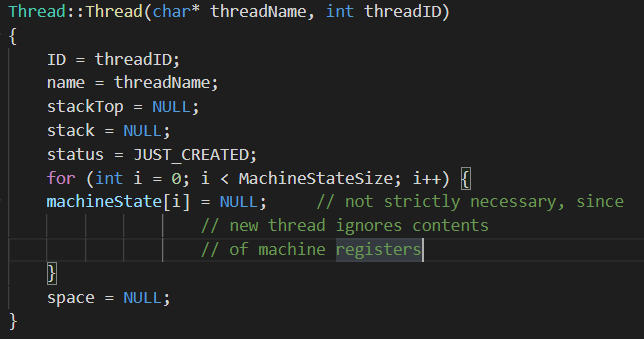 Thread::Thread(char* threadName, int threadID)
{
    ID = threadID;
    name = threadName;
    stackTop = NULL;
    stack = NULL;
    status = JUST_CREATED;
    for (int i = 0; i < MachineStateSize; i++) {
    machineState[i] = NULL;     // not strictly necessary, since
                   // new thread ignores contents
                   // of machine registers
    }
    space = NULL;
}